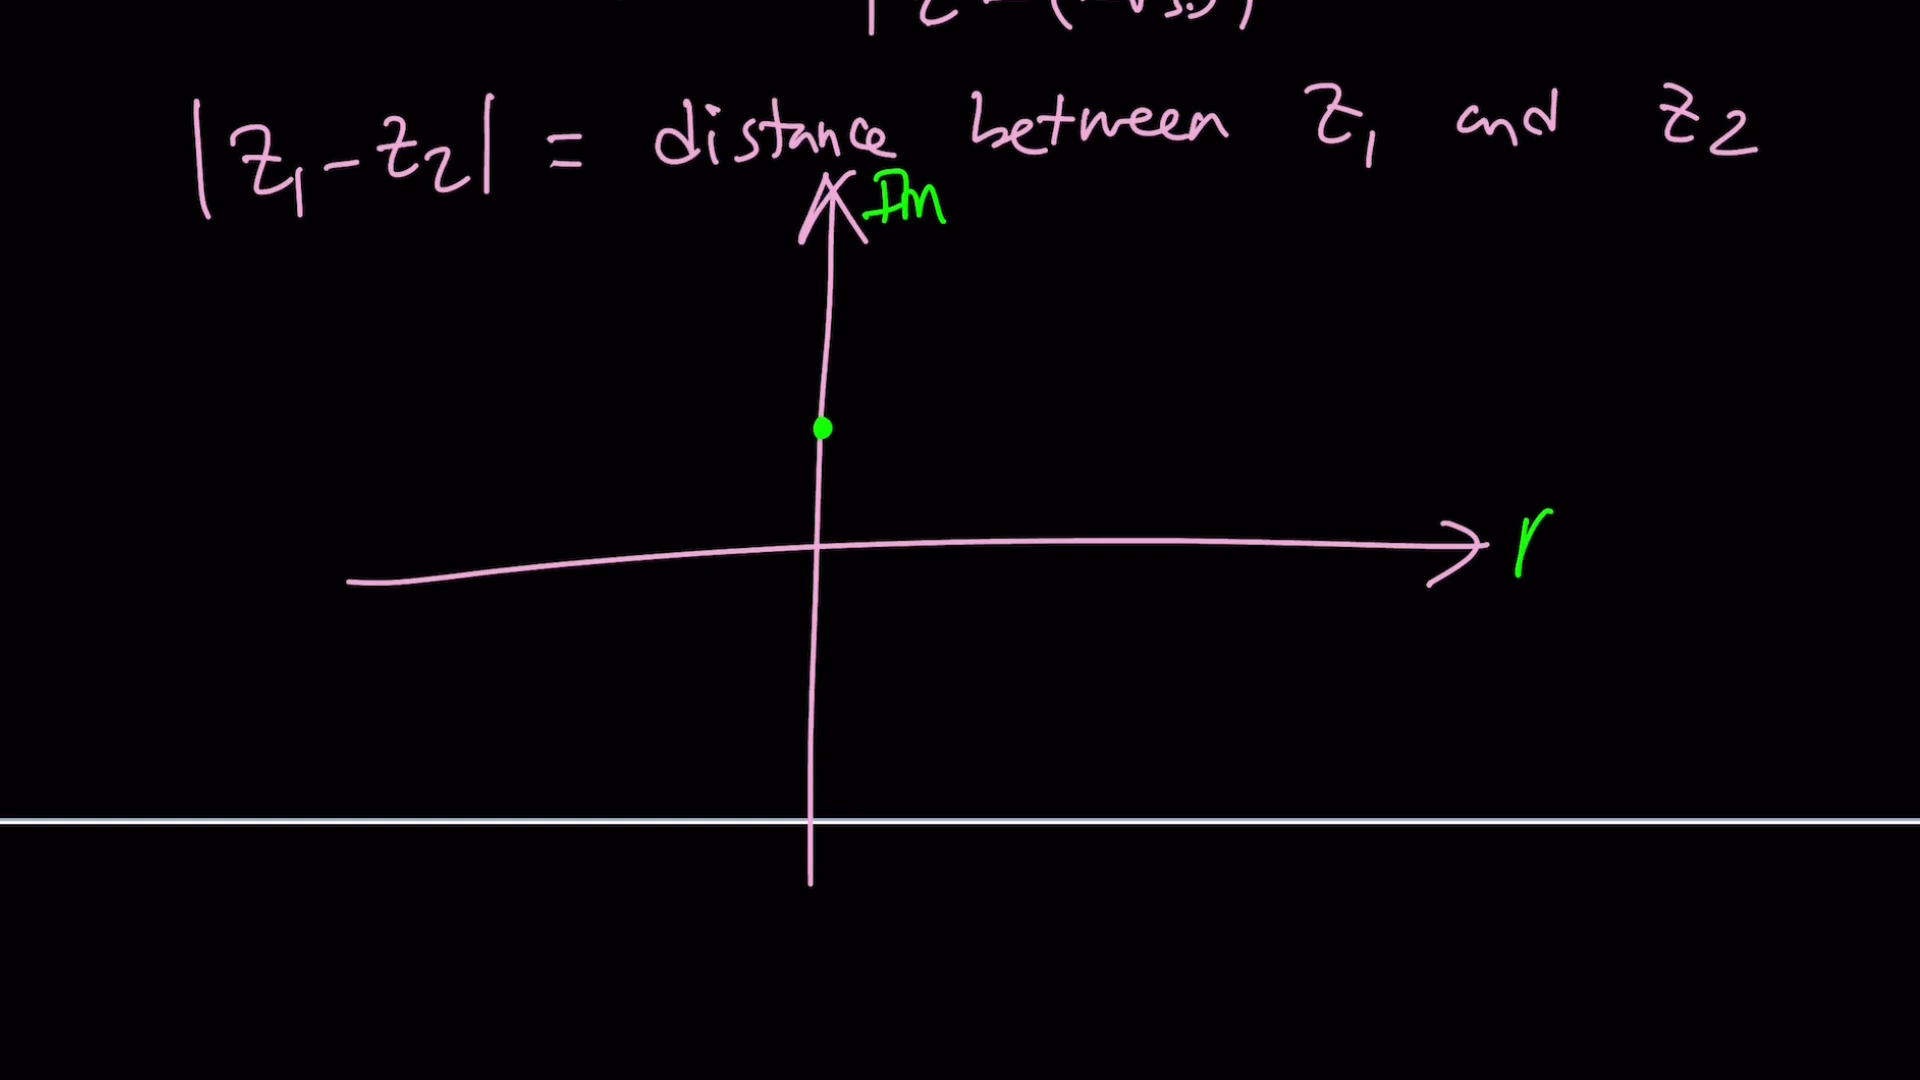 |z₁-z₂| = distance between z₁ and z₂
Im
r